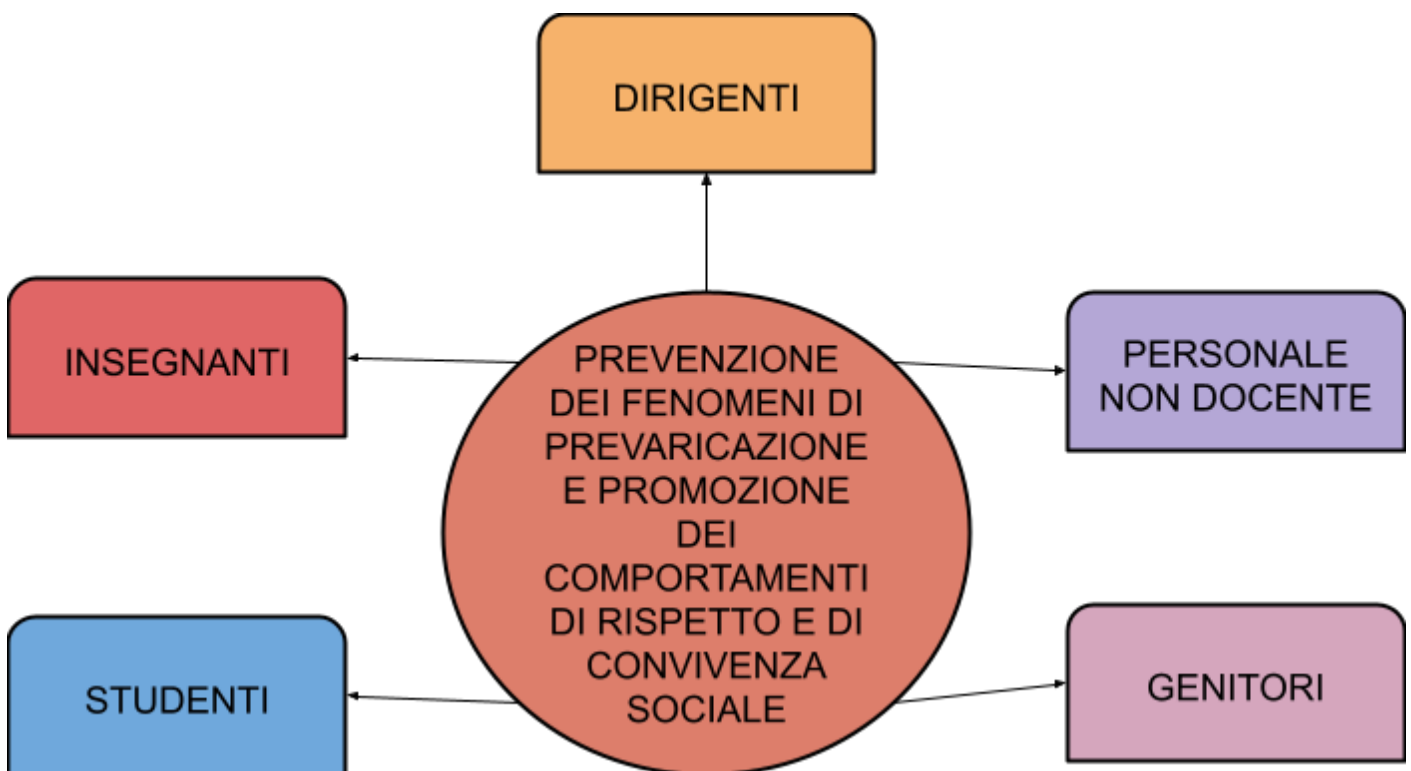 DIRIGENTI
INSEGNANTI
PREVENZIONE
DEI FENOMENI DI
PREVARICAZIONE
E PROMOZIONE
DEI
COMPORTAMENTI
DI RISPETTO E DI
CONVIVENZA
SOCIALE
PERSONALE
NON DOCENTE
STUDENTI
GENITORI